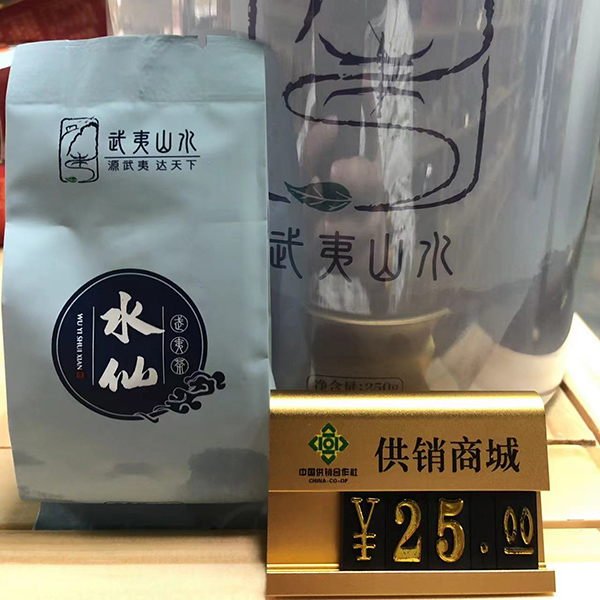 武夷山水
源武夷 达天下
水仙
武夷茶
WU YI SHUI XIAN
武夷山水
净含量:250g
中国供销合作社
CHINA-CO-OP
供销商城
¥25.00